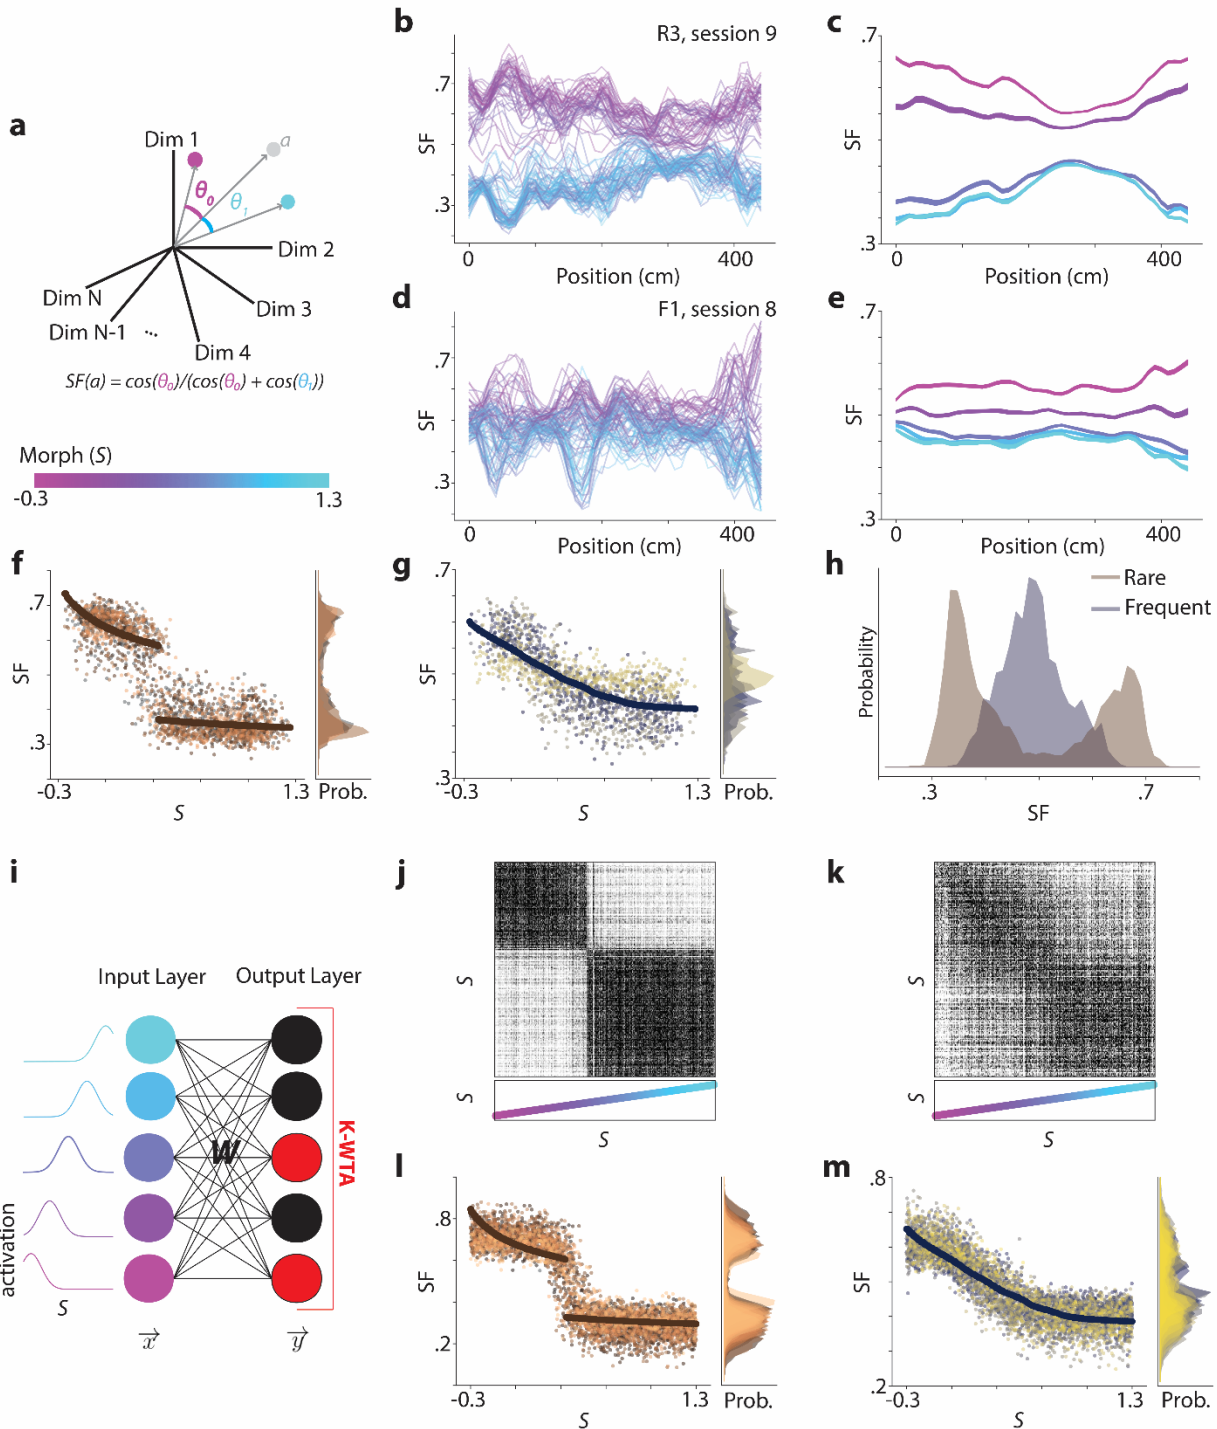 a
Dim 1
a
θ0
θ1
Dim 2
Dim 3
Dim 4
...
Dim N-1
Dim N
SF(a) = cos(θ0)/(cos(θ0) + cos(θ1))
Morph (S)
-0.3 1.3
b
R3, session 9
SF
.7
.3
0 400
Position (cm)
c
SF
.7
.3
0 400
Position (cm)
d
F1, session 8
SF
.7
.3
0 400
Position (cm)
e
SF
.7
.3
0 400
Position (cm)
f
SF
.7
.3
-0.3 1.3 Prob.
S
g
SF
.7
.3
-0.3 1.3 Prob.
S
h
Rare
Frequent
Probability
.3 .7
SF
i
Input Layer Output Layer
W
K-WTA
activation
S
x y
j
S
S
S
k
S
S
S
l
SF
.8
.2
-0.3 1.3 Prob.
S
m
SF
.8
.2
-0.3 1.3 Prob.
S